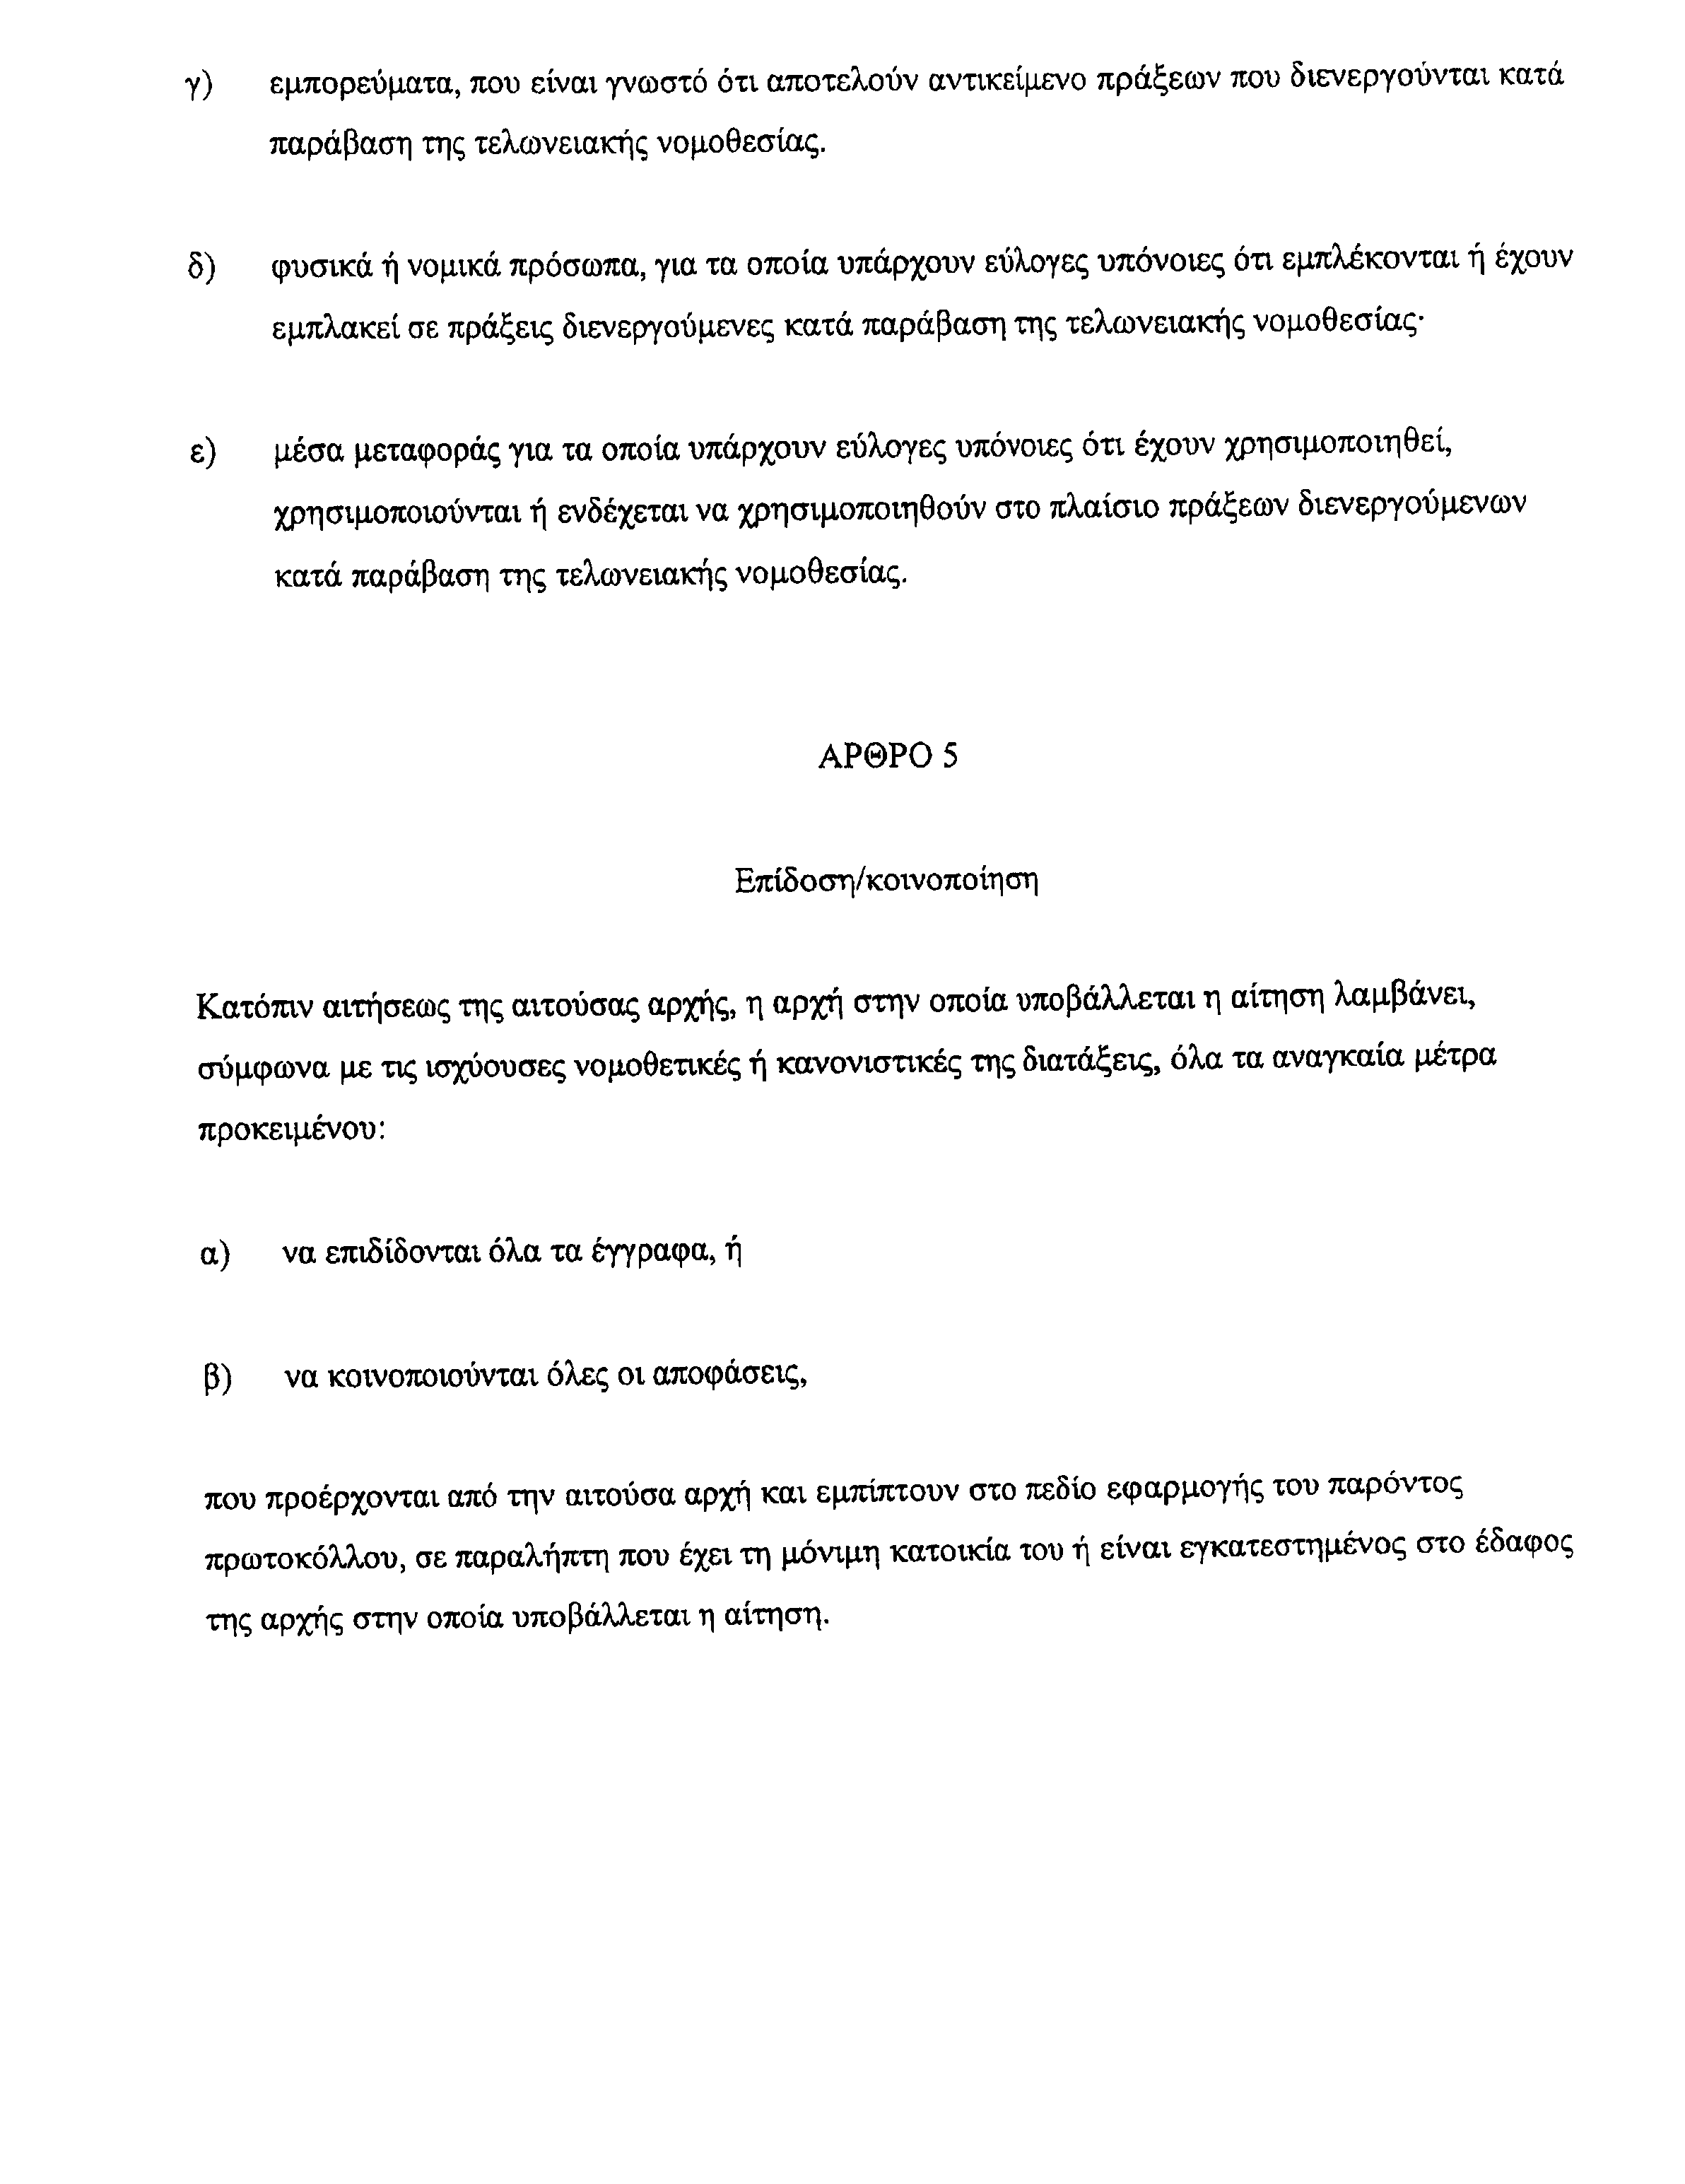 γ) εμπορεύματα, που είναι γνωστό ότι αποτελούν αντικείμενο πράξεων που διενεργούνται κατά
παράβαση της τελωνειακής νομοθεσίας.
δ) φυσικά ή νομικά πρόσωπα, για τα οποία υπάρχουν εύλογες υπόνοιες ότι εμπλέκονται ή έχουν
εμπλακεί σε πράξεις διενεργούμενες κατά παράβαση της τελωνειακής νομοθεσίας·
ε) μέσα μεταφοράς για τα οποία υπάρχουν εύλογες υπόνοιες ότι έχουν χρησιμοποιηθεί,
χρησιμοποιούνται ή ενδέχεται να χρησιμοποιηθούν στο πλαίσιο πράξεων διενεργούμενων
κατά παράβαση της τελωνειακής νομοθεσίας.
ΑΡΘΡΟ 5
Επίδοση/κοινοποίηση
Κατόπιν αιτήσεως της αιτούσας αρχής, η αρχή στην οποία υποβάλλεται η αίτηση λαμβάνει,
σύμφωνα με τις ισχύουσες νομοθετικές ή κανονιστικές της διατάξεις, όλα τα αναγκαία μέτρα
προκειμένου:
α) να επιδίδονται όλα τα έγγραφα, ή
β) να κοινοποιούνται όλες οι αποφάσεις,
που προέρχονται από την αιτούσα αρχή και εμπίπτουν στο πεδίο εφαρμογής του παρόντος
πρωτοκόλλου, σε παραλήπτη που έχει τη μόνιμη κατοικία του ή είναι εγκατεστημένος στο έδαφος
της αρχής στην οποία υποβάλλεται η αίτηση.